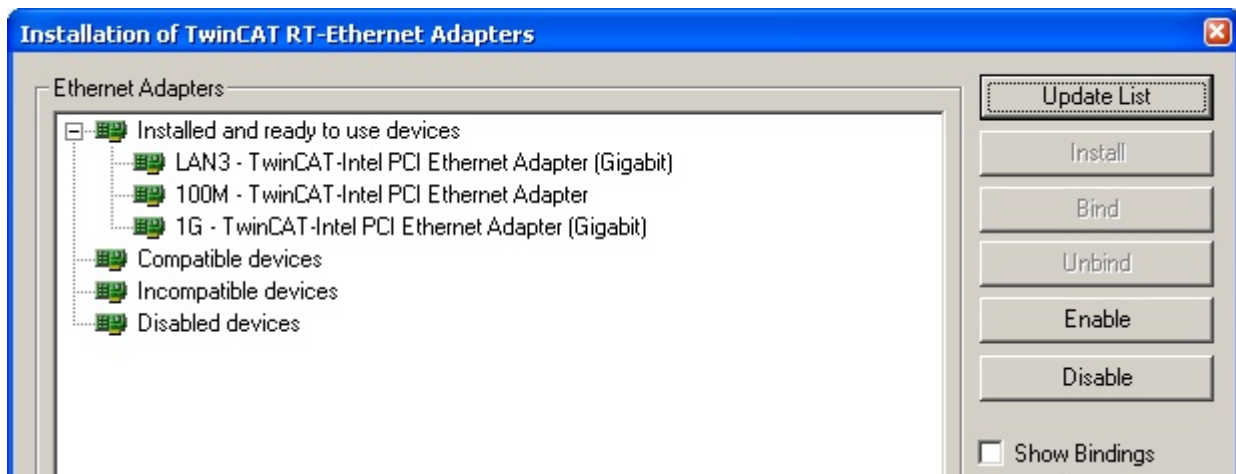 Installation of TwinCAT RT-Ethernet Adapters
Ethernet Adapters
Installed and ready to use devices
LAN3 - TwinCAT-Intel PCI Ethernet Adapter (Gigabit)
100M - TwinCAT-Intel PCI Ethernet Adapter
1G - TwinCAT-Intel PCI Ethernet Adapter (Gigabit)
Compatible devices
Incompatible devices
Disabled devices
Update List
Install
Bind
Unbind
Enable
Disable
Show Bindings